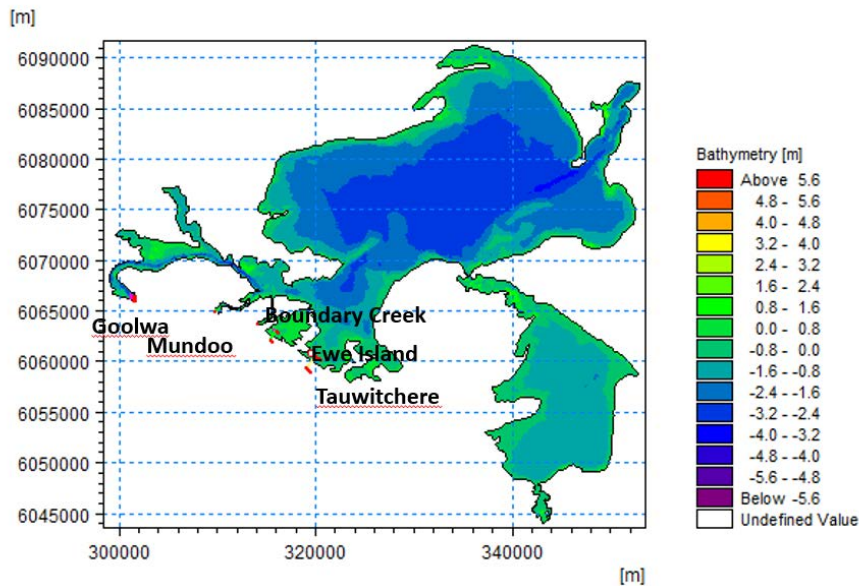 [m]
6090000
6085000
6080000
6075000
6070000
6065000
6060000
6055000
6050000
6045000
300000 320000 340000
[m]
Goolwa
Mundoo
Boundary Creek
Ewe Island
Tauwitchere
Bathymetry [m]
Above 5.6
4.8 - 5.6
4.0 - 4.8
3.2 - 4.0
2.4 - 3.2
1.6 - 2.4
0.8 - 1.6
0.0 - 0.8
-0.8 - 0.0
-1.6 - -0.8
-2.4 - -1.6
-3.2 - -2.4
-4.0 - -3.2
-4.8 - -4.0
-5.6 - -4.8
Below -5.6
Undefined Value